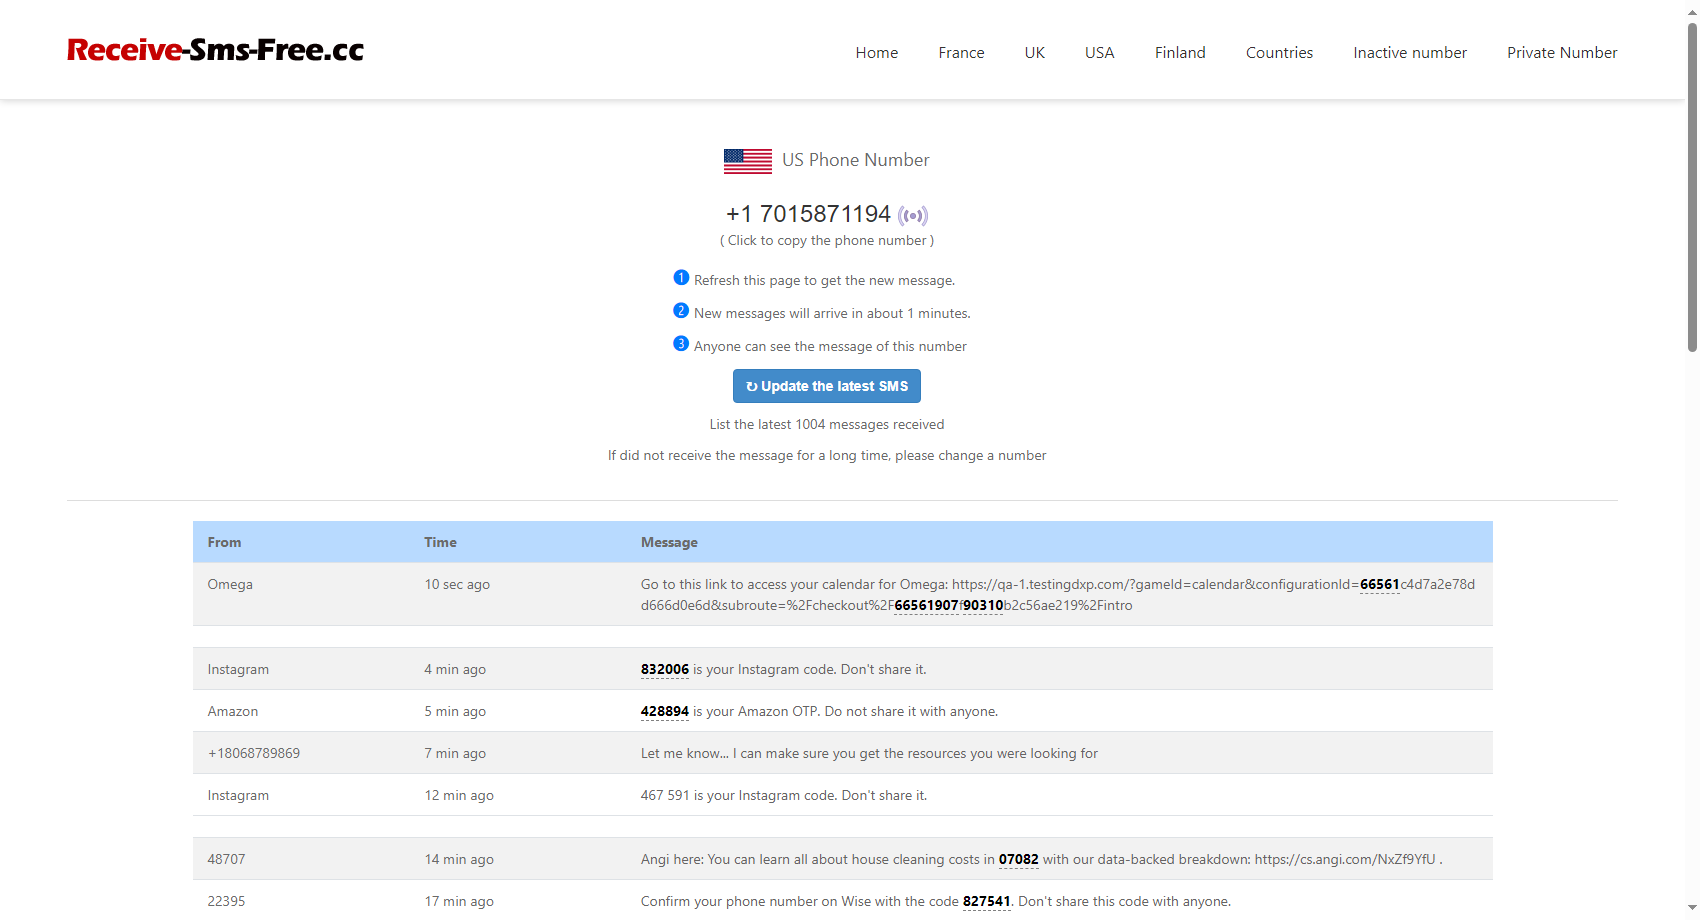 Receive-Sms-Free.cc
Home France UK USA Finland Countries Inactive number Private Number
US Phone Number
+1 7015871194
( Click to copy the phone number )
1 Refresh this page to get the new message.
2 New messages will arrive in about 1 minutes.
3 Anyone can see the message of this number
↻ Update the latest SMS
List the latest 1004 messages received
If did not receive the message for a long time, please change a number
From Time Message
Omega 10 sec ago Go to this link to access your calendar for Omega: https://qa-1.testingdxp.com/?gameId=calendar&configurationId=66561c4d7a2e78d
d666d0e6d&subroute=%2Fcheckout%2F66561907f90310b2c56ae219%2Fintro
Instagram 4 min ago 832006 is your Instagram code. Don't share it.
Amazon 5 min ago 428894 is your Amazon OTP. Do not share it with anyone.
+18068789869 7 min ago Let me know... I can make sure you get the resources you were looking for
Instagram 12 min ago 467 591 is your Instagram code. Don't share it.
48707 14 min ago Angi here: You can learn all about house cleaning costs in 07082 with our data-backed breakdown: https://cs.angi.com/NxZf9YfU .
22395 17 min ago Confirm your phone number on Wise with the code 827541. Don't share this code with anyone.